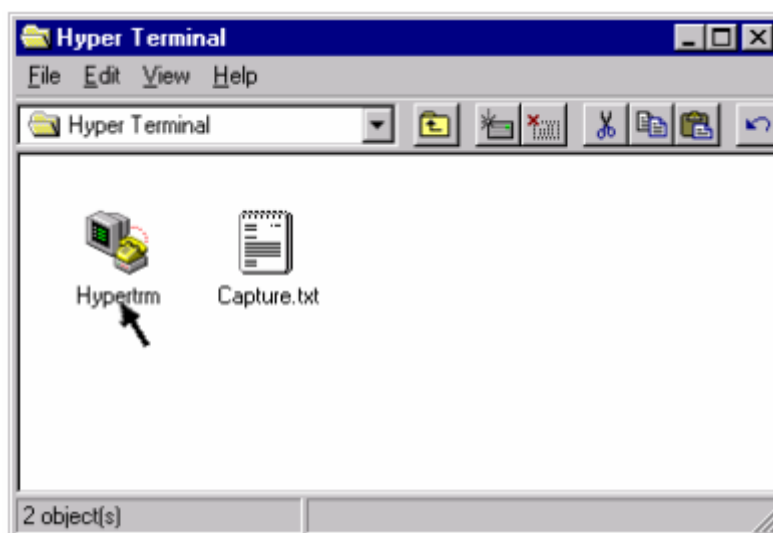 Hyper Terminal
File Edit View Help
Hyper Terminal
Hypertrm Capture.txt
2 object(s)